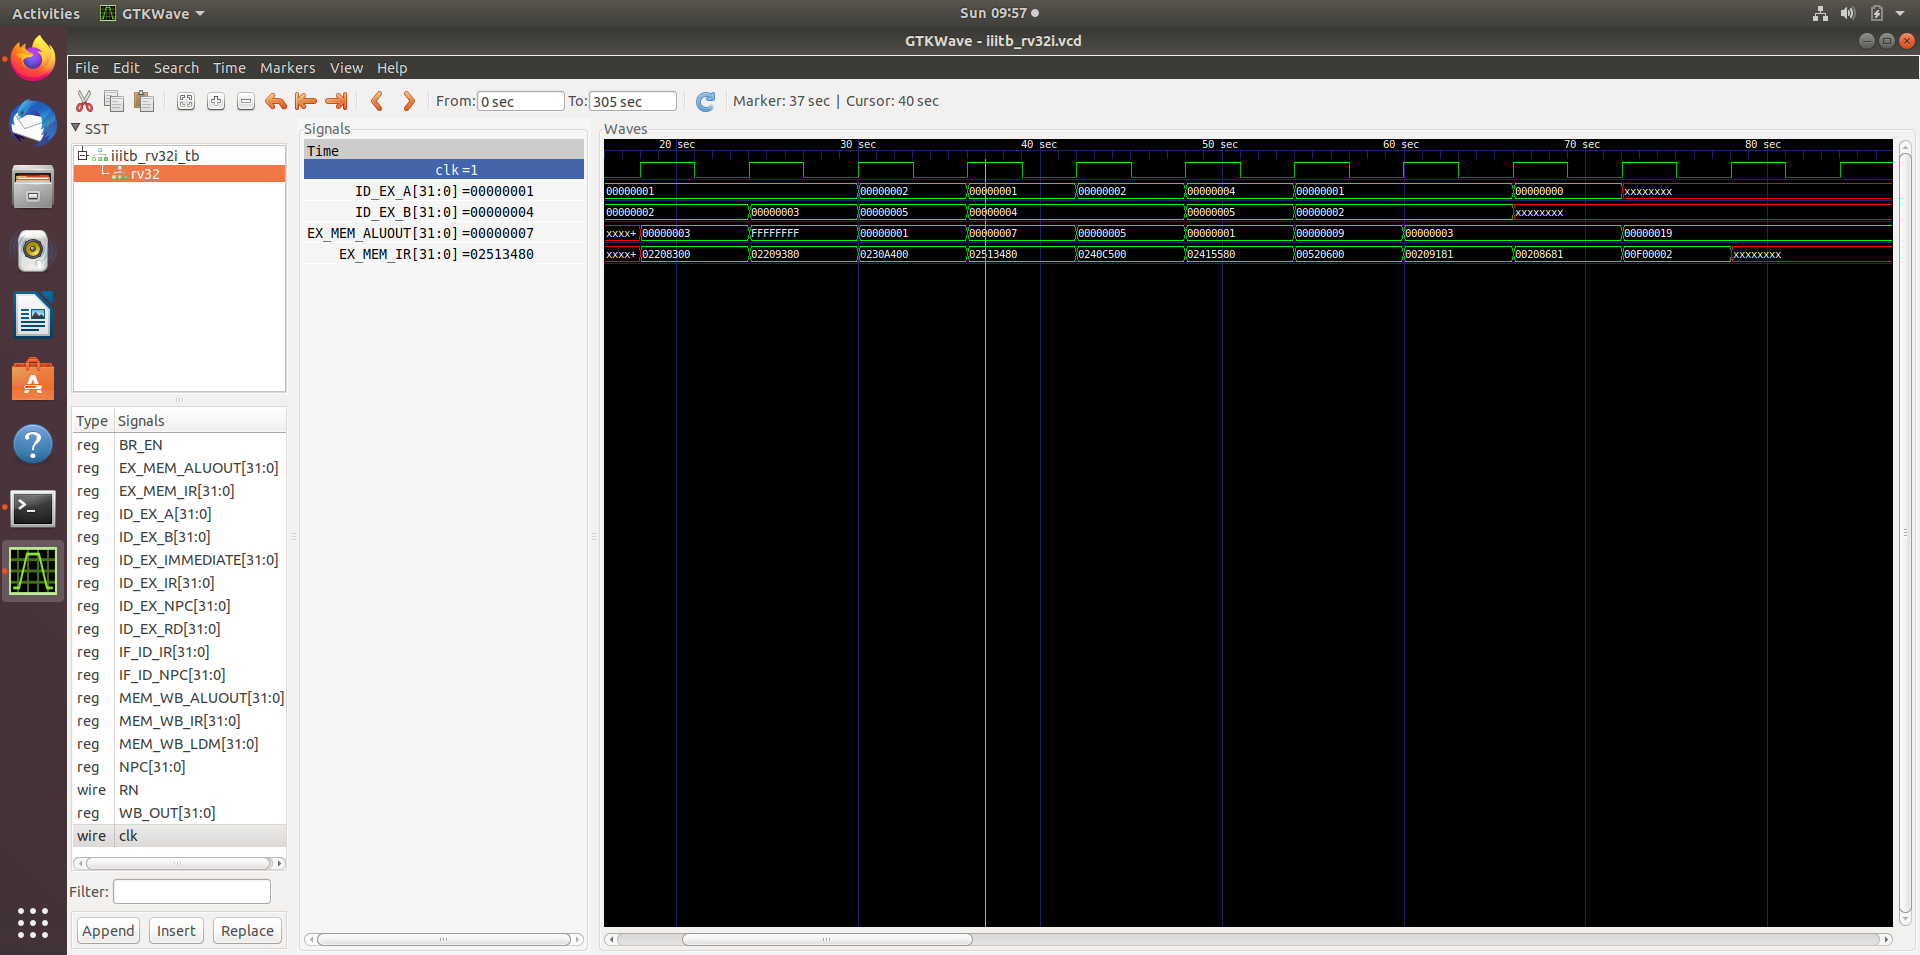 Activities GTKWave Sun 09:57
GTKWave - iiitb_rv32i.vcd
File Edit Search Time Markers View Help
From: 0 sec To: 305 sec Marker: 37 sec | Cursor: 40 sec
SST
iiitb_rv32i_tb
rv32
Type Signals
reg BR_EN
reg EX_MEM_ALUOUT[31:0]
reg EX_MEM_IR[31:0]
reg ID_EX_A[31:0]
reg ID_EX_B[31:0]
reg ID_EX_IMMEDIATE[31:0]
reg ID_EX_IR[31:0]
reg ID_EX_NPC[31:0]
reg ID_EX_RD[31:0]
reg IF_ID_IR[31:0]
reg IF_ID_NPC[31:0]
reg MEM_WB_ALUOUT[31:0]
reg MEM_WB_IR[31:0]
reg MEM_WB_LDM[31:0]
reg NPC[31:0]
wire RN
reg WB_OUT[31:0]
wire clk
Filter:
Append Insert Replace
Signals
Time
clk =1
ID_EX_A[31:0] =00000001
ID_EX_B[31:0] =00000004
EX_MEM_ALUOUT[31:0] =00000007
EX_MEM_IR[31:0] =02513480
Waves
20 sec 30 sec 40 sec 50 sec 60 sec 70 sec 80 sec
00000001 00000002 00000001 00000002 00000004 00000001 00000000 xxxxxxxx
00000002 00000003 00000005 00000004 00000005 00000002 xxxxxxxx
xxxx+ 00000003 FFFFFFFF 00000001 00000007 00000005 00000001 00000009 00000003 00000019
xxxx+ 02208300 02209380 0230A400 02513480 0240C500 02415580 00520600 00209181 00208681 00F00002 xxxxxxxx